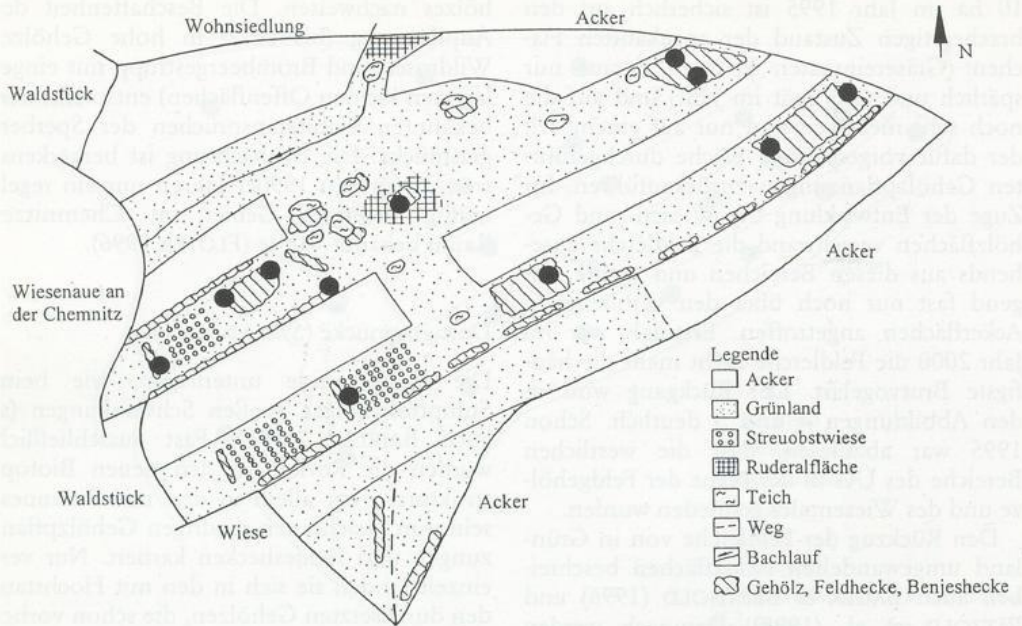 Wohnsiedlung
Acker
N
Waldstück
Wiesenaue an
der Chemnitz
Acker
Legende
Acker
Grünland
Streuobstwiese
Ruderalfläche
Teich
Weg
Bachlauf
Gehölz, Feldhecke, Benjeshecke
Waldstück
Wiese
Acker